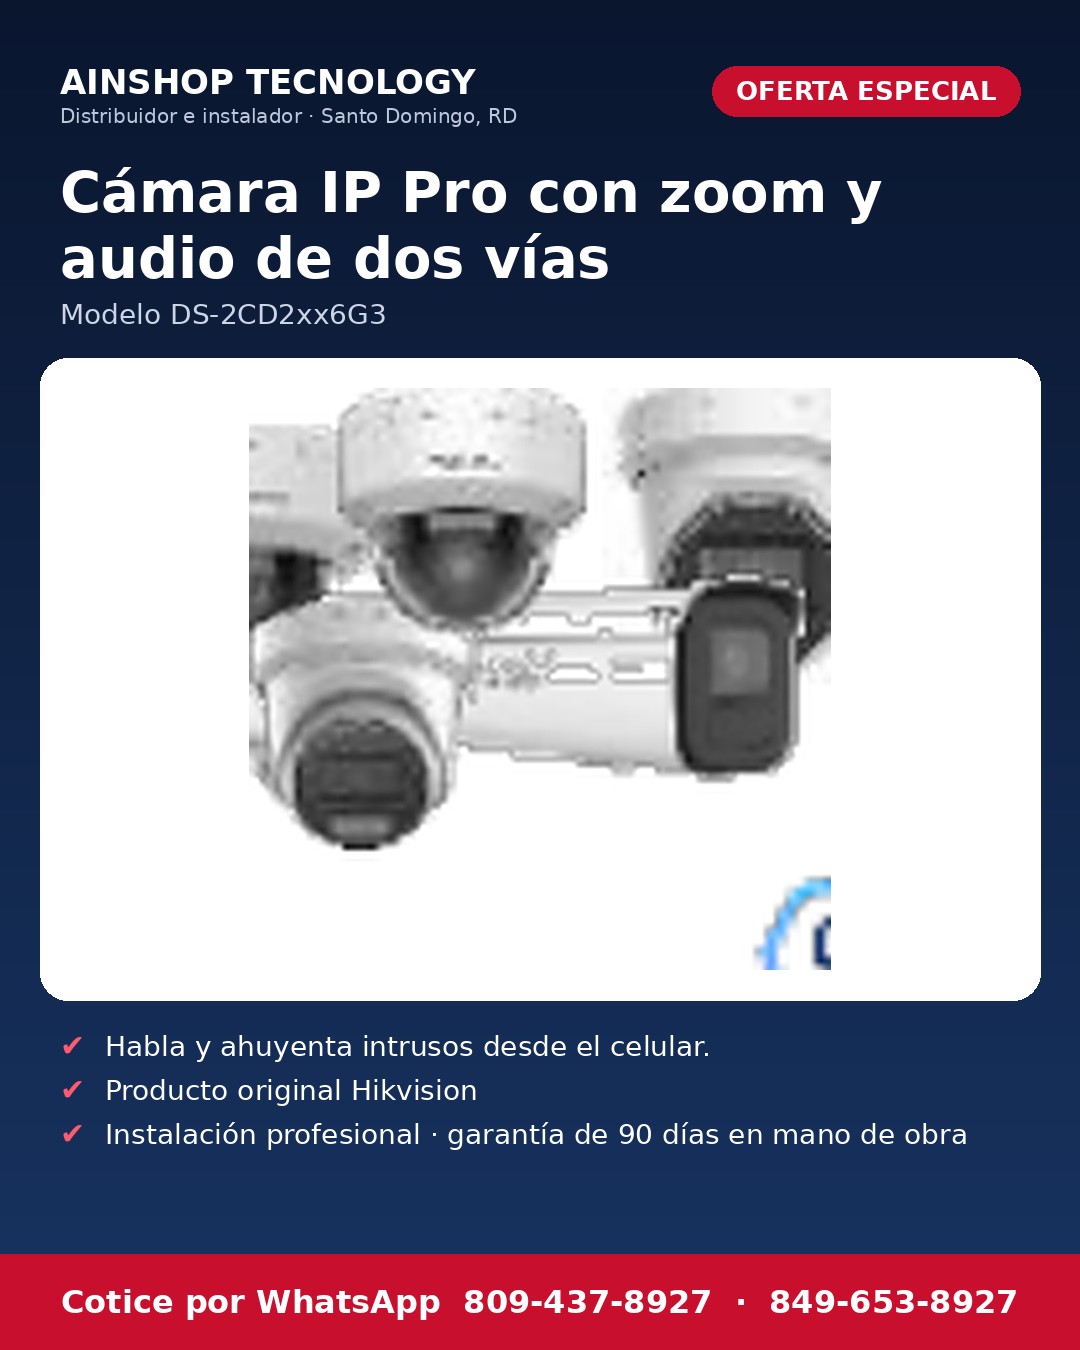 AINSHOP TECNOLOGY
OFERTA ESPECIAL
Distribuidor e instalador · Santo Domingo, RD
Cámara IP Pro con zoom y
audio de dos vías
Modelo DS-2CD2xx6G3
✔ Habla y ahuyenta intrusos desde el celular.
✔ Producto original Hikvision
✔ Instalación profesional · garantía de 90 días en mano de obra
Cotice por WhatsApp 809-437-8927 · 849-653-8927